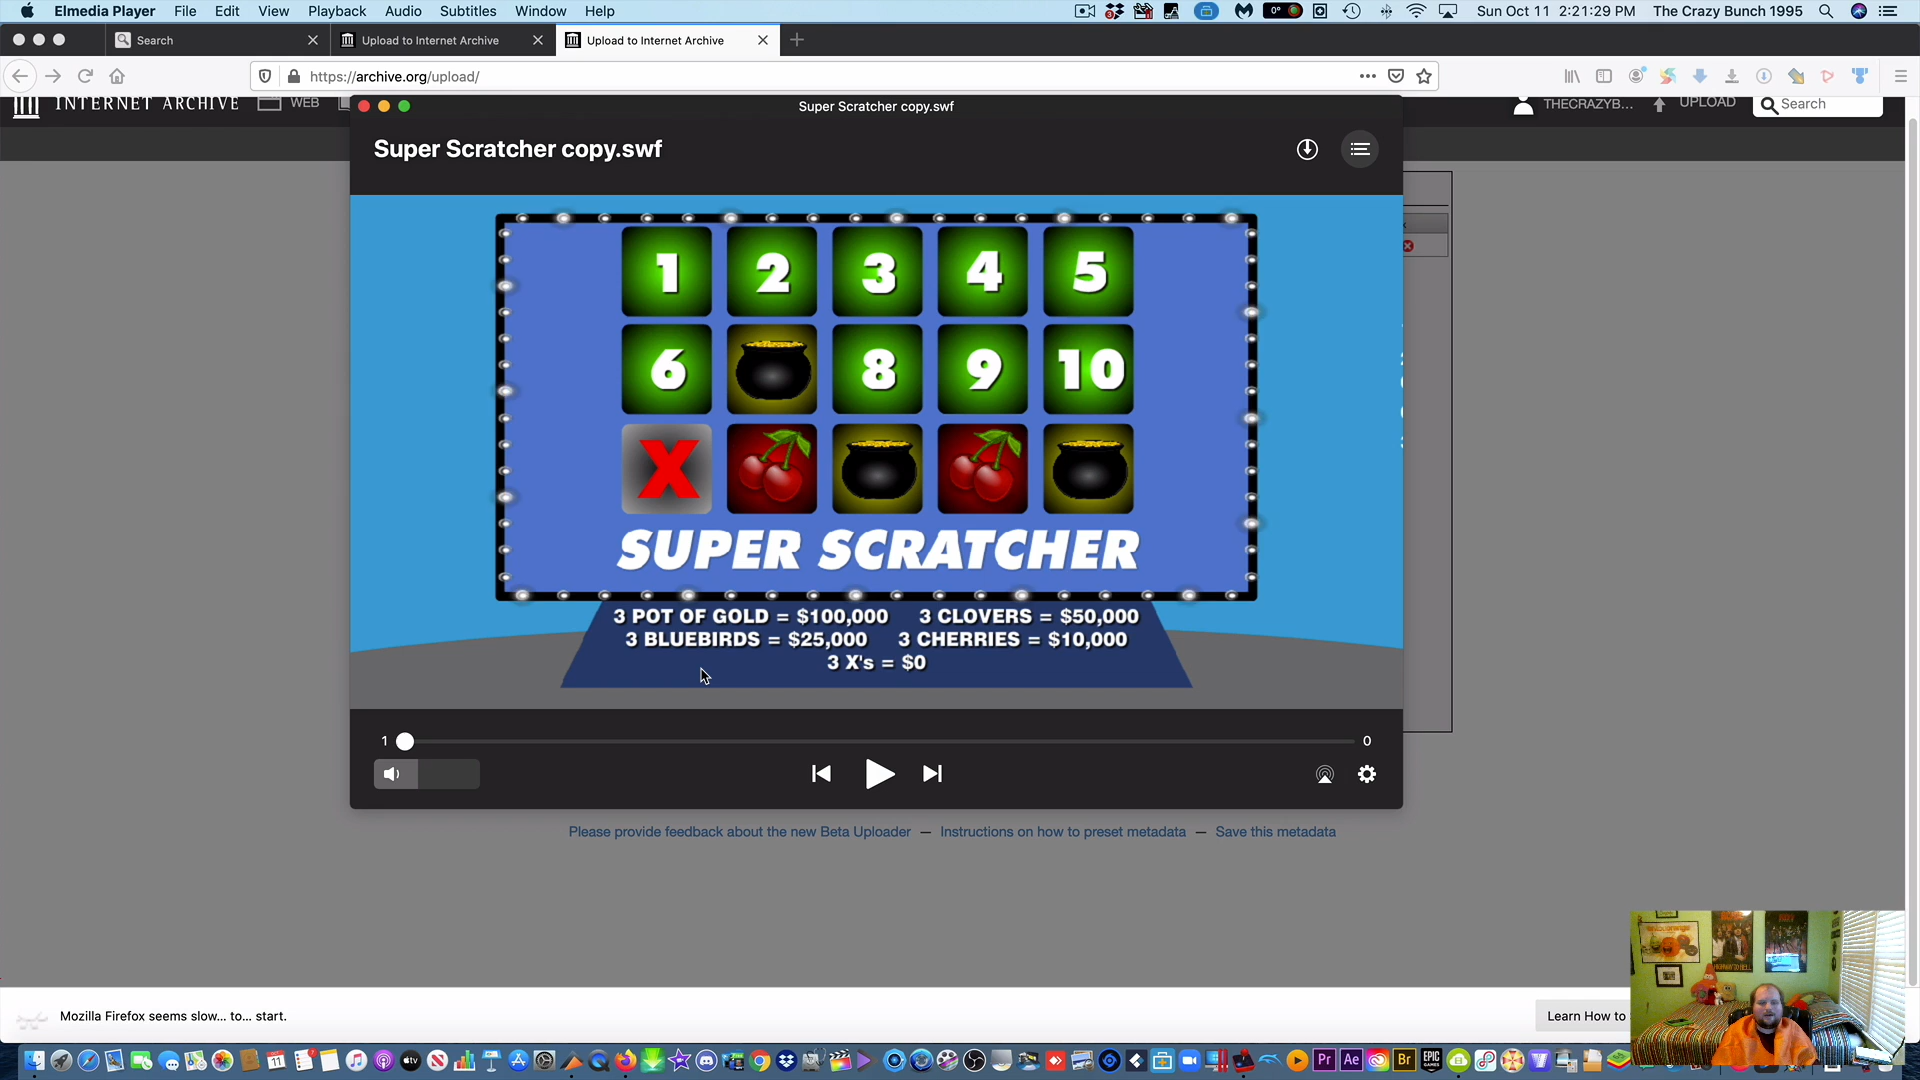 Elmedia Player File Edit View Playback Audio Subtitles Window Help
Sun Oct 11 2:21:29 PM The Crazy Bunch 1995
Search
Upload to Internet Archive
Upload to Internet Archive
https://archive.org/upload/
INTERNET ARCHIVE
WEB
THECRAZYB...
UPLOAD
Search
Super Scratcher copy.swf
Super Scratcher copy.swf
1 2 3 4 5
6 8 9 10
X
SUPER SCRATCHER
3 POT OF GOLD = $100,000 3 CLOVERS = $50,000
3 BLUEBIRDS = $25,000 3 CHERRIES = $10,000
3 X's = $0
1 0
Please provide feedback about the new Beta Uploader — Instructions on how to preset metadata — Save this metadata
Mozilla Firefox seems slow... to... start.
Learn How to
Pr Ae Br EPIC GAMES